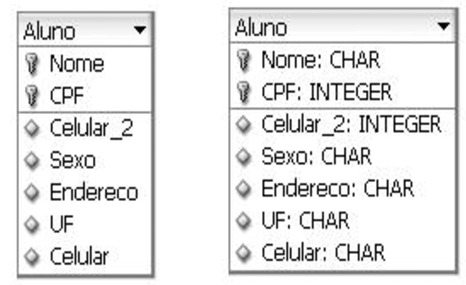 Aluno
Nome
CPF
Celular_2
Sexo
Endereco
UF
Celular
Aluno
Nome: CHAR
CPF: INTEGER
Celular_2: INTEGER
Sexo: CHAR
Endereco: CHAR
UF: CHAR
Celular: CHAR